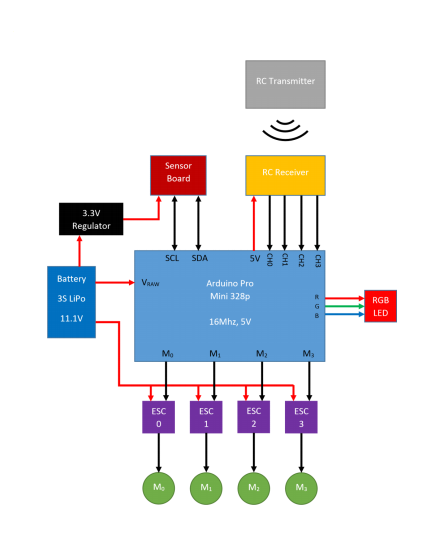 RC Transmitter
Sensor
Board
RC Receiver
3.3V
Regulator
SCL
SDA
5V
CH0
CH1
CH2
CH3
Battery
3S LiPo
11.1V
VRAW
Arduino Pro
Mini 328p
16Mhz, 5V
R
G
B
RGB
LED
M0
M1
M2
M3
ESC
0
ESC
1
ESC
2
ESC
3
M0
M1
M2
M3